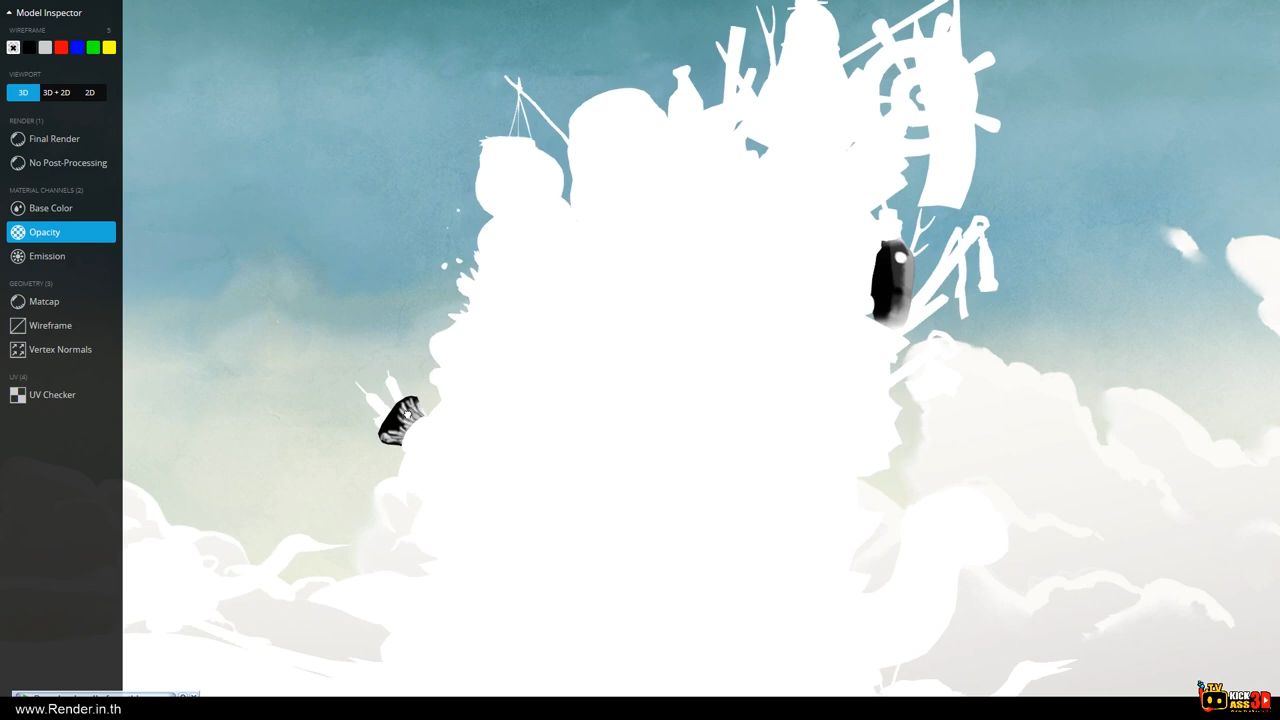 Model Inspector
WIREFRAME 5
VIEWPORT
3D 3D + 2D 2D
RENDER (1)
Final Render
No Post-Processing
MATERIAL CHANNELS (2)
Base Color
Opacity
Emission
GEOMETRY (3)
Matcap
Wireframe
Vertex Normals
UV (4)
UV Checker
www.Render.in.th
TV
KICK
ASS 3D